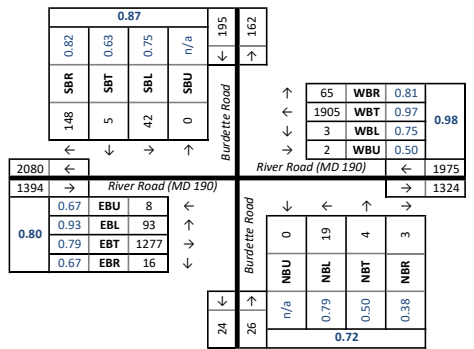 0.87
0.82 0.63 0.75 n/a
SBR SBT SBL SBU
148 5 42 0
← ↓ → ↑
195 162
↓ ↑
Burdette Road
↑ 65 WBR 0.81
← 1905 WBT 0.97
↓ 3 WBL 0.75
→ 2 WBU 0.50
0.98
2080 ←
River Road (MD 190)
← 1975
1394 →
River Road (MD 190)
→ 1324
0.80
0.67 EBU 8 ←
0.93 EBL 93 ↑
0.79 EBT 1277 →
0.67 EBR 16 ↓
Burdette Road
↓ ↑
24 26
↓ ← ↑ →
0 19 4 3
NBU NBL NBT NBR
n/a 0.79 0.50 0.38
0.72